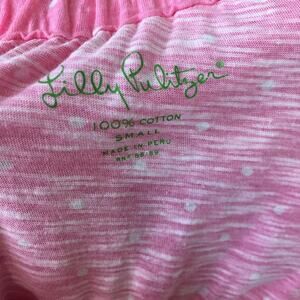 Lilly Pulitzer®
100% COTTON
SMALL
MADE IN PERU